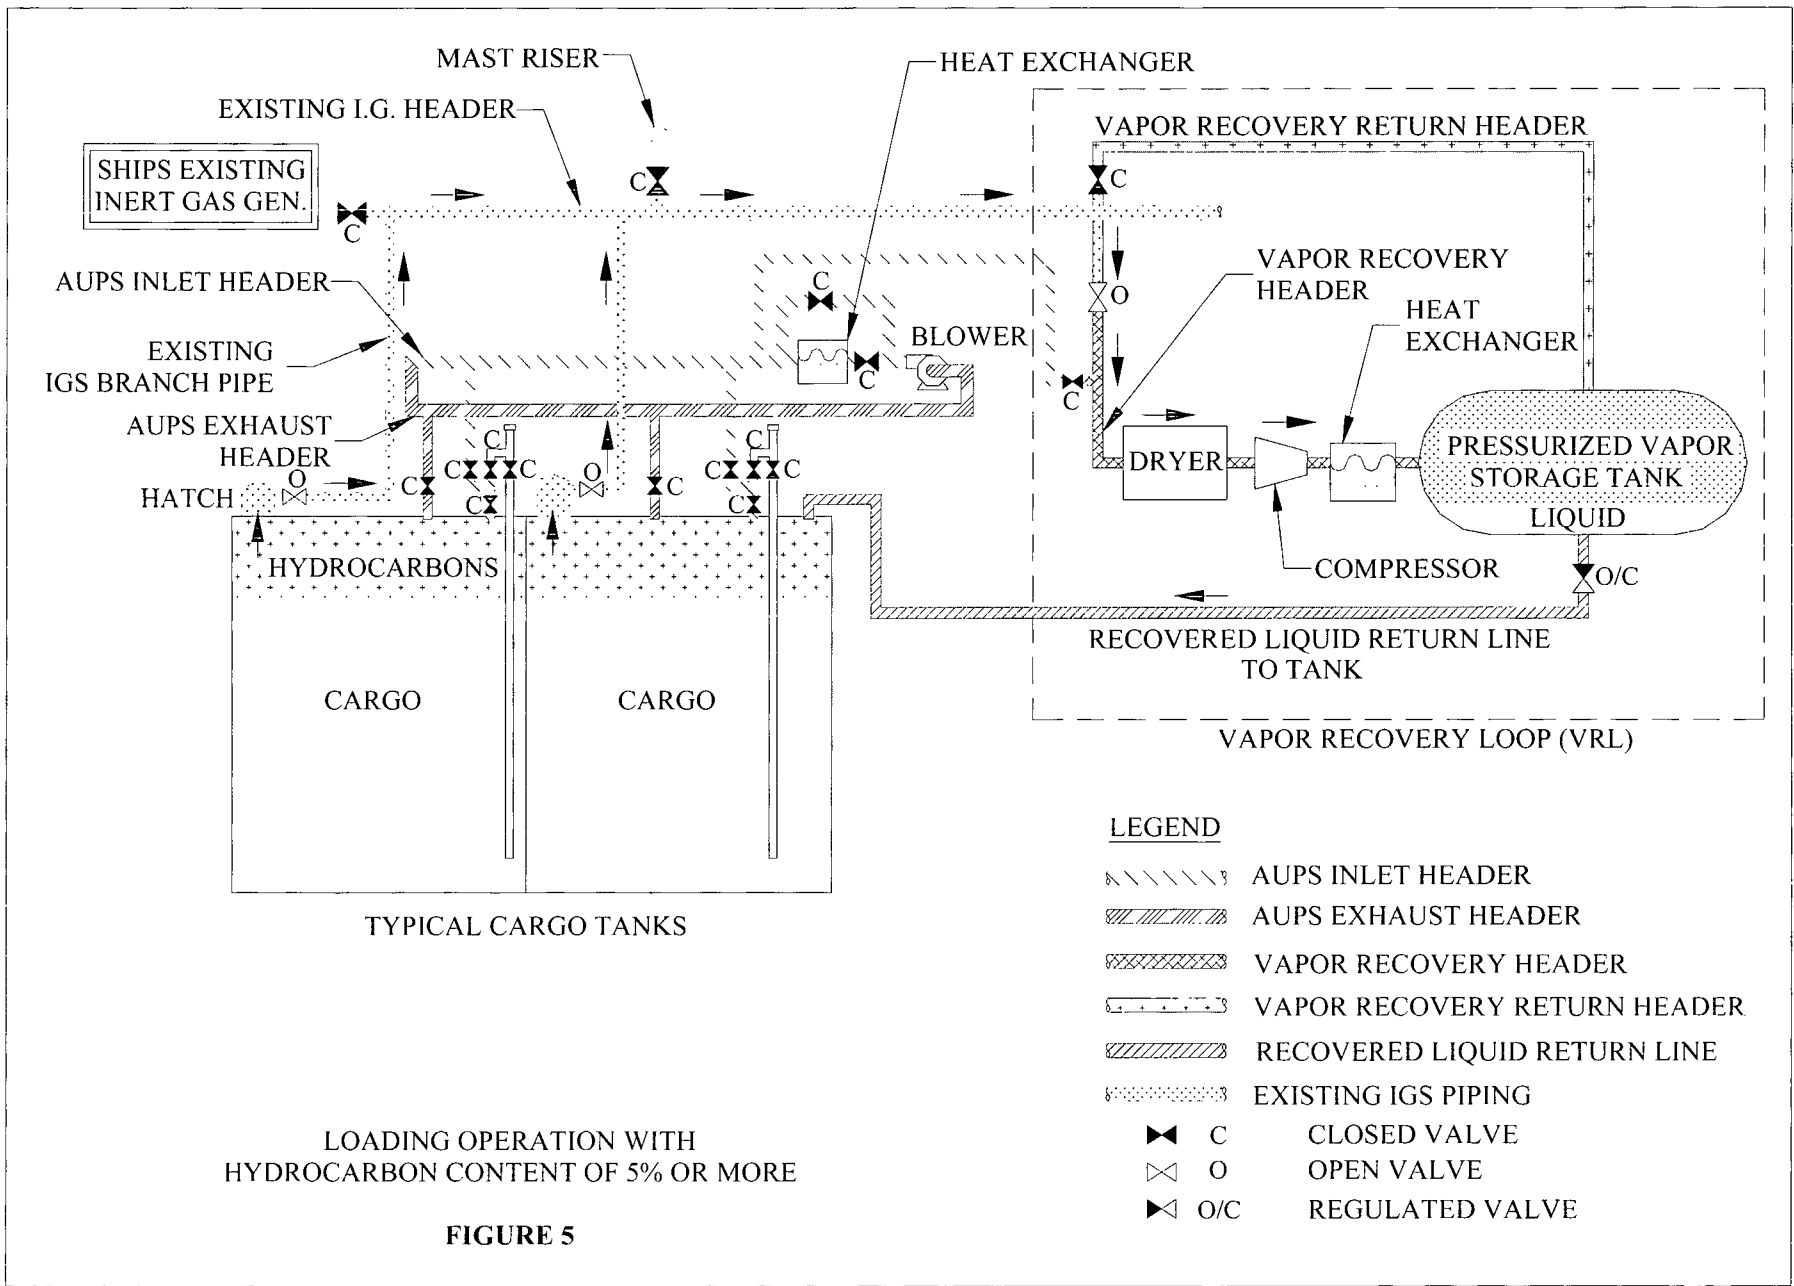 MAST RISER
HEAT EXCHANGER
EXISTING I.G. HEADER
VAPOR RECOVERY RETURN HEADER
SHIPS EXISTING
INERT GAS GEN.
C
C
C
AUPS INLET HEADER
C
O
VAPOR RECOVERY
HEADER
HEAT
EXCHANGER
BLOWER
EXISTING
IGS BRANCH PIPE
C
C
AUPS EXHAUST
HEADER
PRESSURIZED VAPOR
STORAGE TANK
LIQUID
DRYER
HATCH
O
C
C
C
C
C
O
C
C
C
C
C
HYDROCARBONS
COMPRESSOR
O/C
RECOVERED LIQUID RETURN LINE
TO TANK
CARGO
CARGO
VAPOR RECOVERY LOOP (VRL)
TYPICAL CARGO TANKS
LEGEND
AUPS INLET HEADER
AUPS EXHAUST HEADER
VAPOR RECOVERY HEADER
VAPOR RECOVERY RETURN HEADER
RECOVERED LIQUID RETURN LINE
EXISTING IGS PIPING
C CLOSED VALVE
O OPEN VALVE
O/C REGULATED VALVE
LOADING OPERATION WITH
HYDROCARBON CONTENT OF 5% OR MORE
FIGURE 5